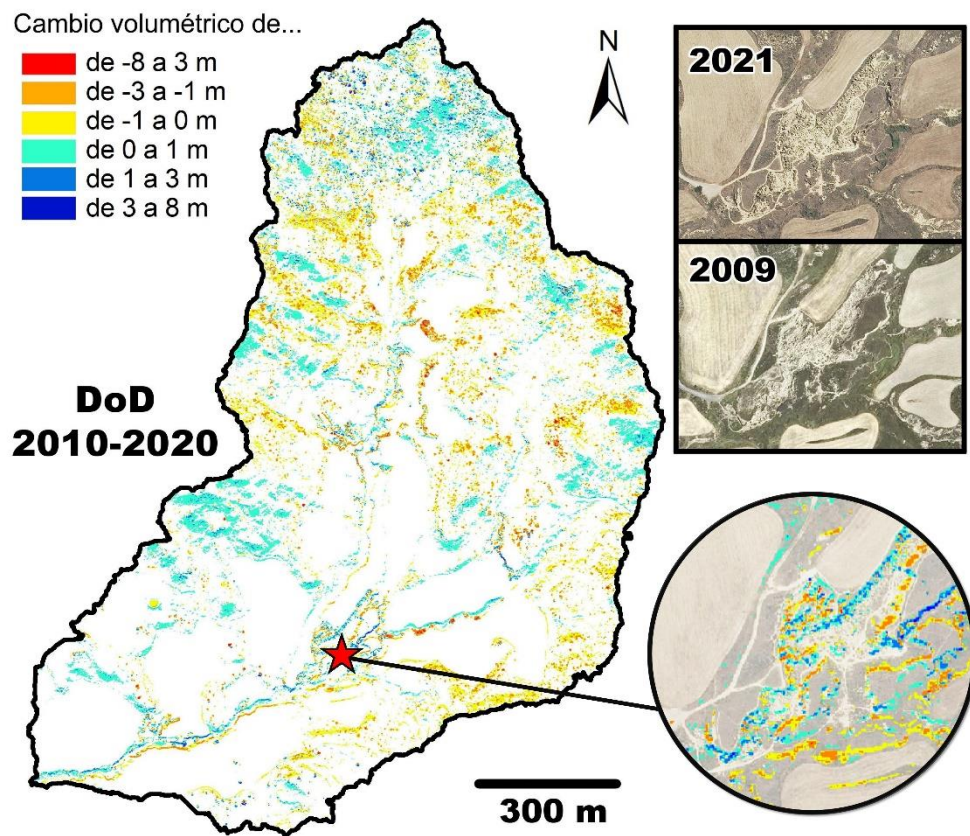 Cambio volumétrico de...
de -8 a 3 m
de -3 a -1 m
de -1 a 0 m
de 0 a 1 m
de 1 a 3 m
de 3 a 8 m
N
2021
2009
DoD
2010-2020
300 m